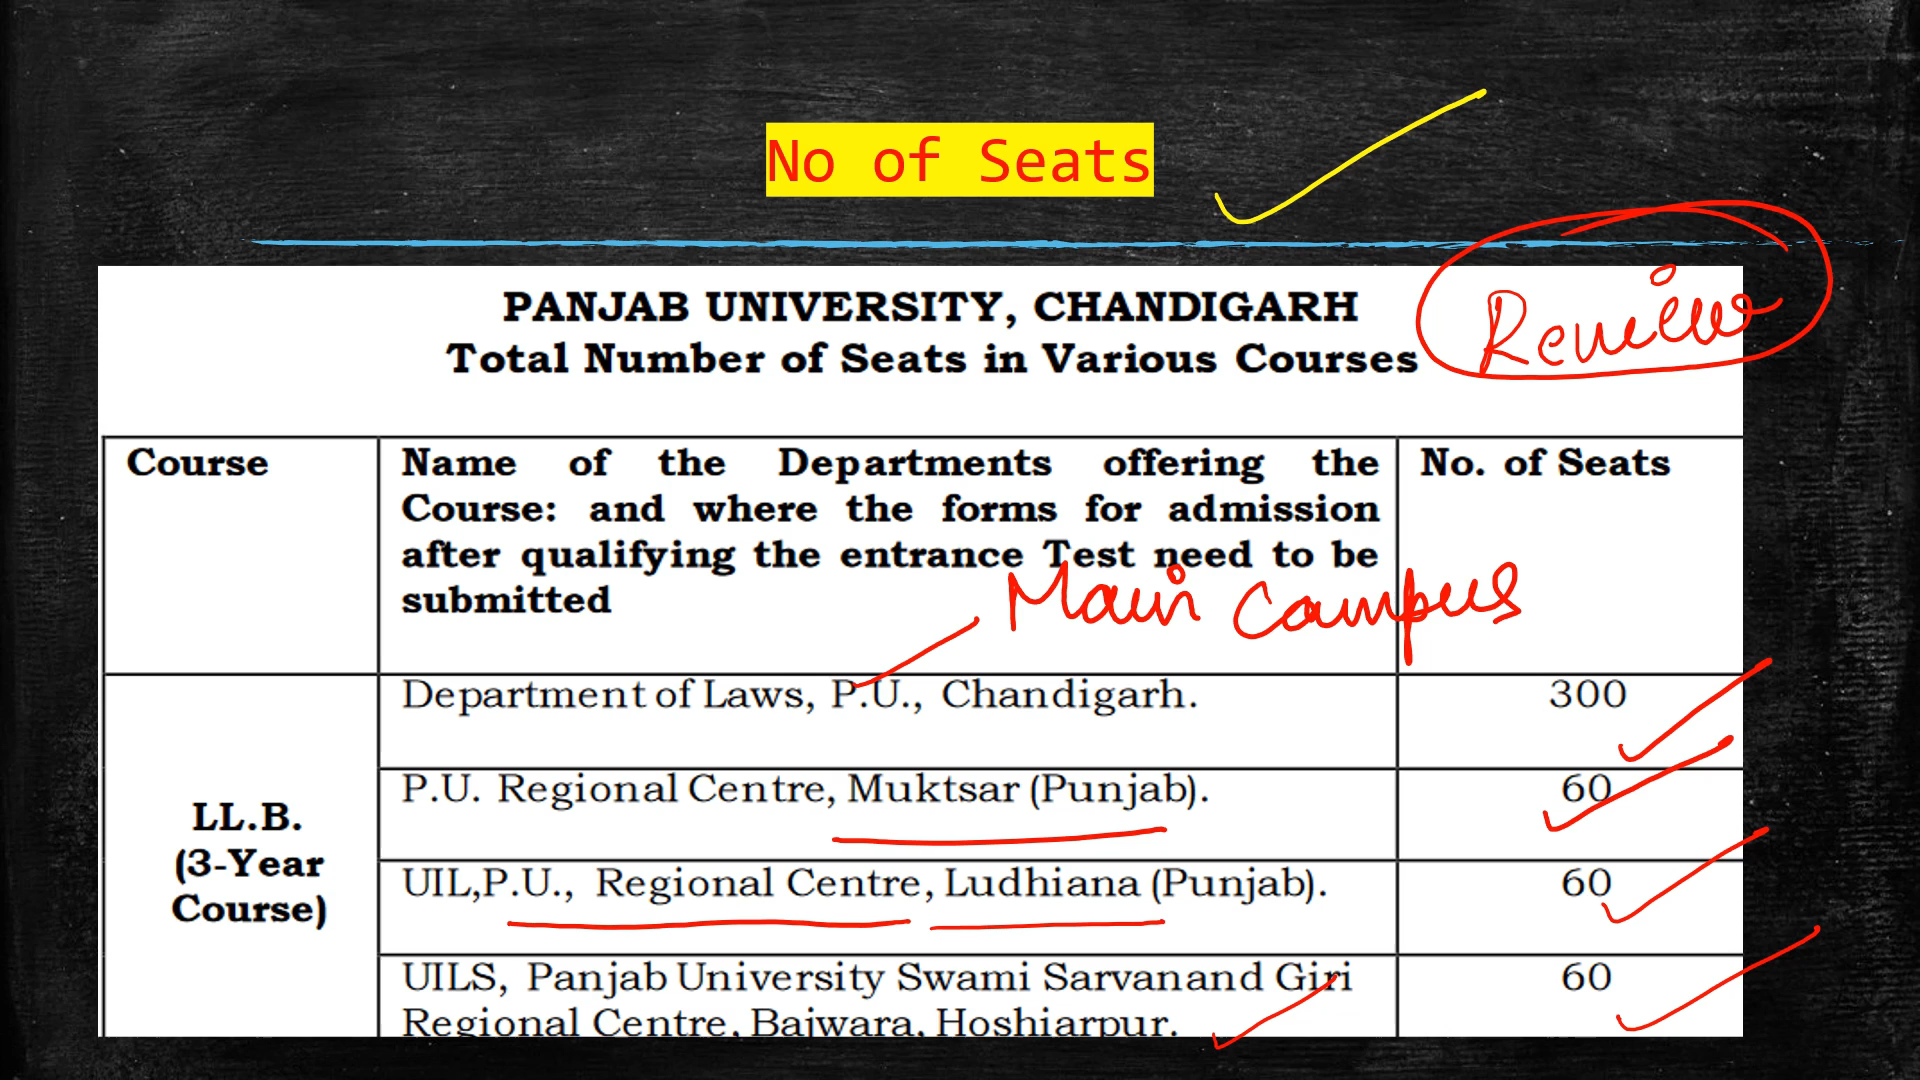 No of Seats
PANJAB UNIVERSITY, CHANDIGARH
Review
Total Number of Seats in Various Courses
Course
Name of the Departments offering the
Course: and where the forms for admission
after qualifying the entrance Test need to be
submitted
No. of Seats
Main Campus
LL.B.
(3-Year
Course)
Department of Laws, P.U., Chandigarh.
300
P.U. Regional Centre, Muktsar (Punjab).
60
UIL,P.U., Regional Centre, Ludhiana (Punjab).
60
UILS, Panjab University Swami Sarvanand Giri
Regional Centre, Bajwara, Hoshiarpur.
60